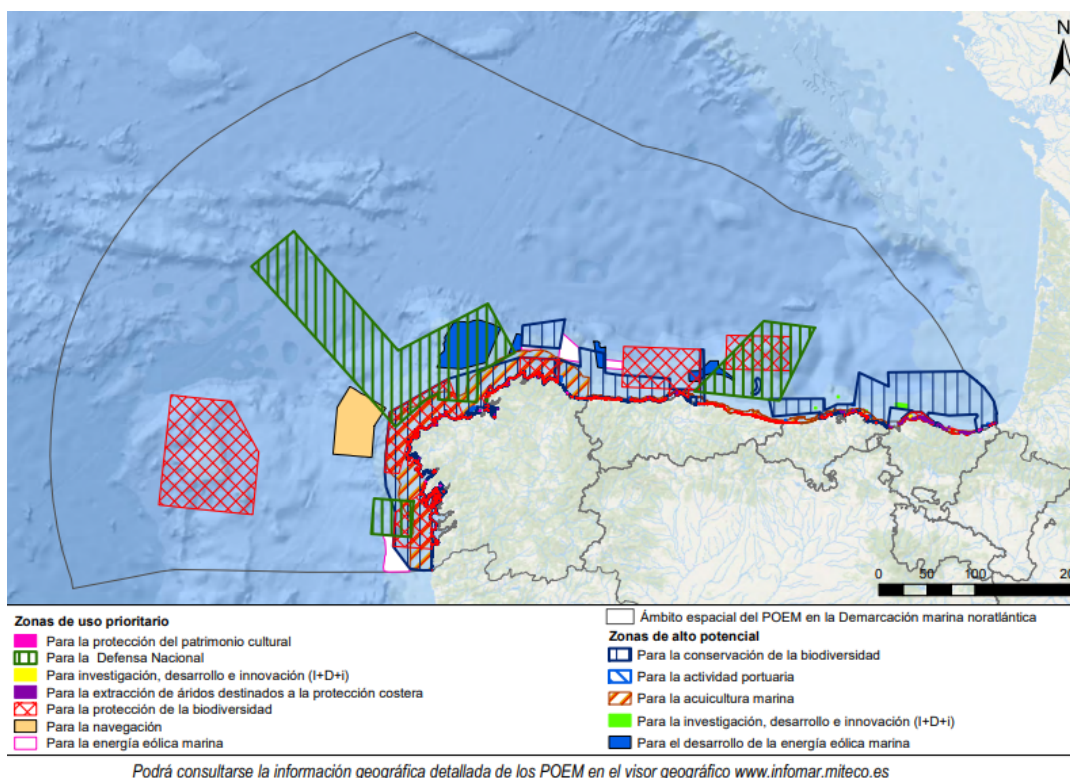 N
0 50 100 20
Zonas de uso prioritario
Para la protección del patrimonio cultural
Para la Defensa Nacional
Para investigación, desarrollo e innovación (I+D+i)
Para la extracción de áridos destinados a la protección costera
Para la protección de la biodiversidad
Para la navegación
Para la energía eólica marina
Ámbito espacial del POEM en la Demarcación marina noratlántica
Zonas de alto potencial
Para la conservación de la biodiversidad
Para la actividad portuaria
Para la acuicultura marina
Para la investigación, desarrollo e innovación (I+D+i)
Para el desarrollo de la energía eólica marina
Podrá consultarse la información geográfica detallada de los POEM en el visor geográfico www.infomar.miteco.es